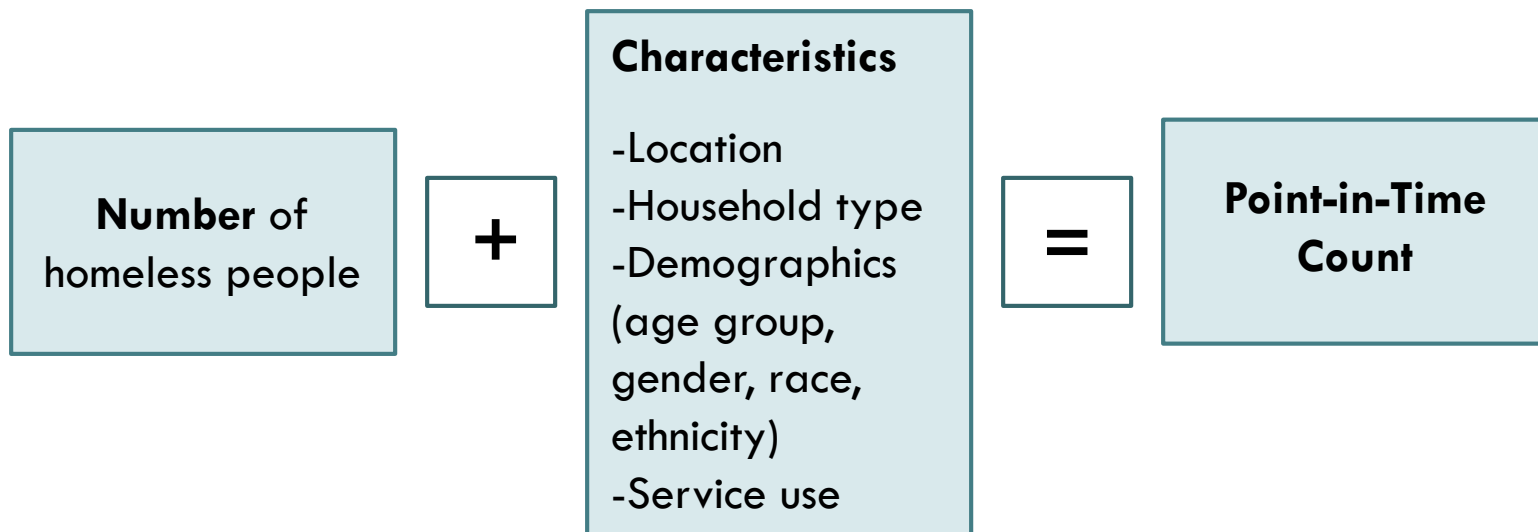 Number of
homeless people
+
Characteristics
-Location
-Household type
-Demographics
(age group,
gender, race,
ethnicity)
-Service use
=
Point-in-Time
Count